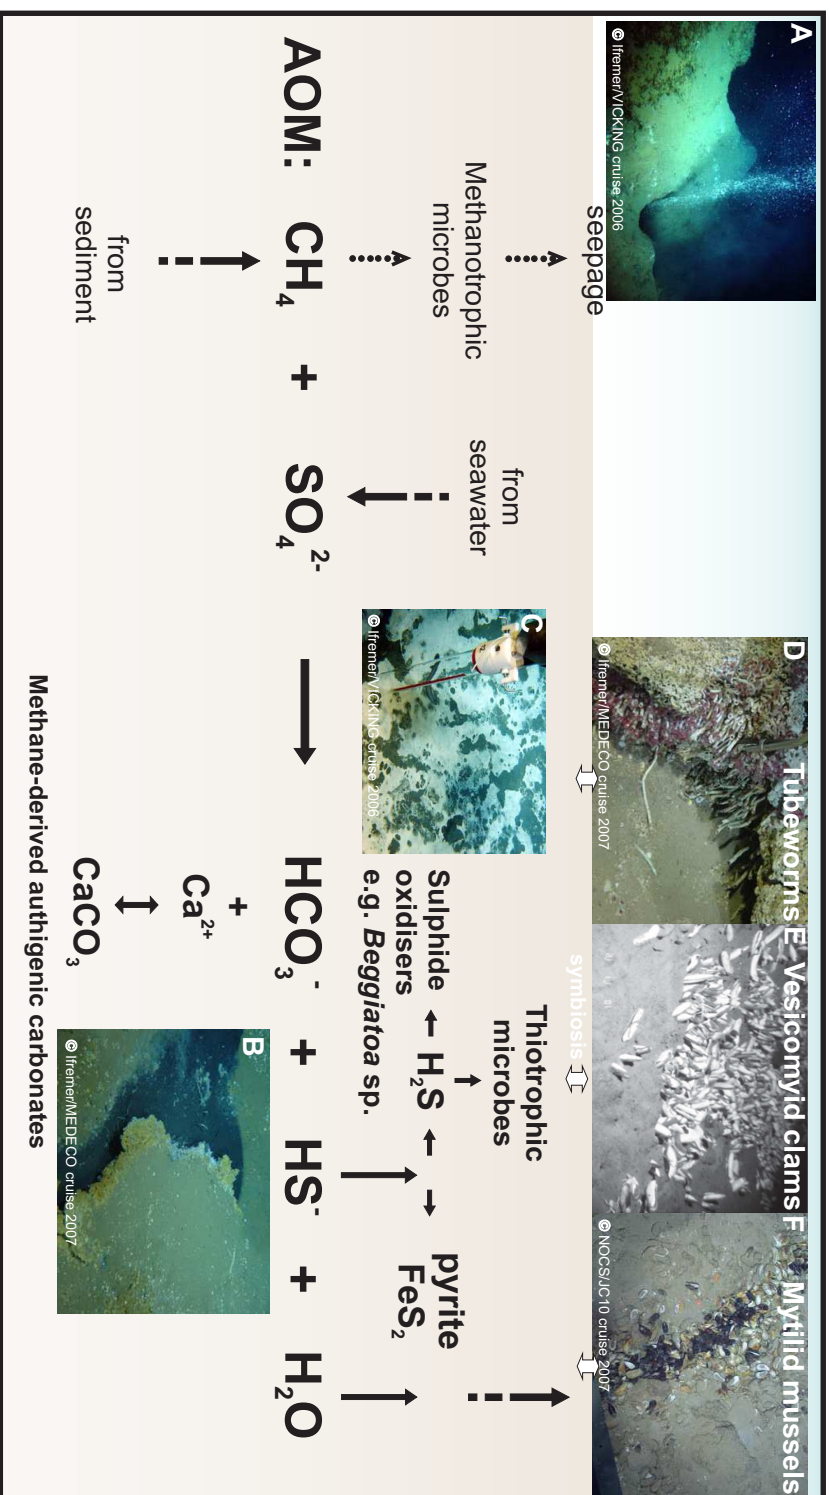 A
© Ifremer/VICKING cruise 2006
D
Tubeworms
© Ifremer/MEDECO cruise 2007
E
Vesicomyid clams
F
Mytilid mussels
© NOCS/JC10 cruise 2007
seepage
symbiosis
Methanotrophic
microbes
from
seawater
C
© Ifremer/VICKING cruise 2006
Thiotrophic
microbes
Sulphide
oxidisers
e.g. Beggiatoa sp.
H₂S
pyrite
FeS₂
AOM: CH₄ + SO₄²⁻ → HCO₃⁻ + HS⁻ + H₂O
from
sediment
+
Ca²⁺
CaCO₃
B
© Ifremer/MEDECO cruise 2007
Methane-derived authigenic carbonates